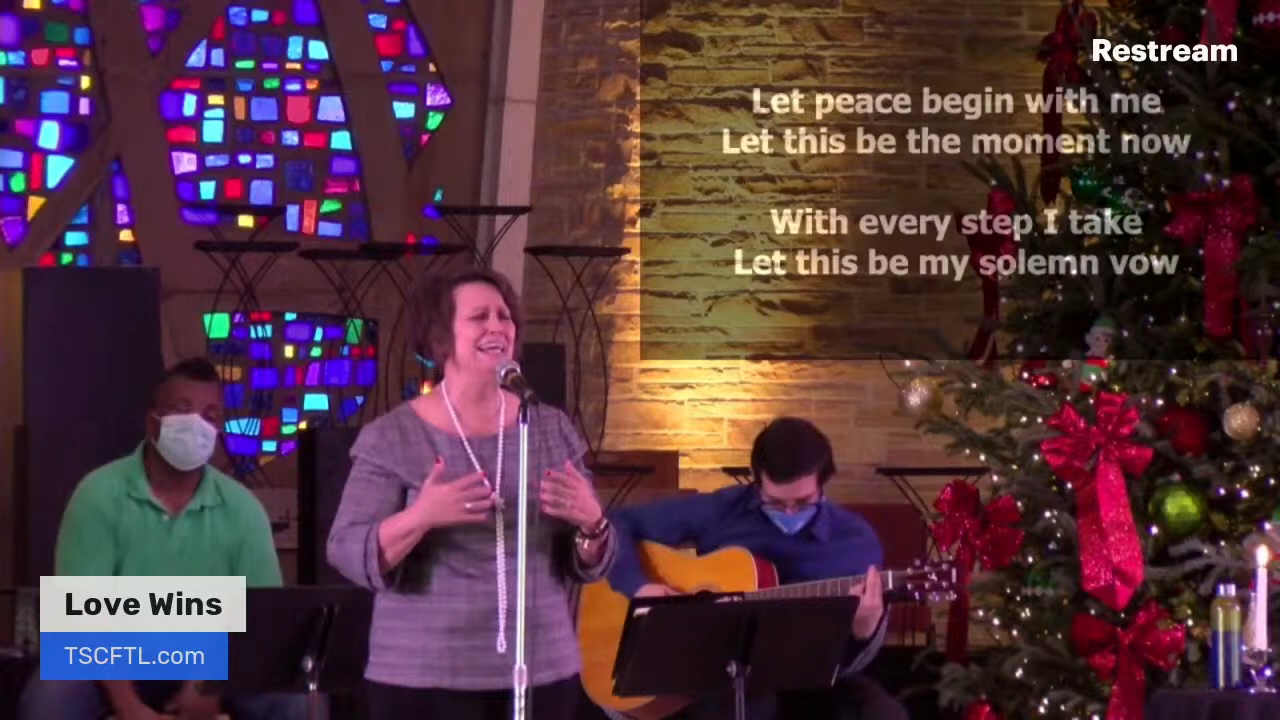 Restream
Let peace begin with me
Let this be the moment now
With every step I take
Let this be my solemn vow
Love Wins
TSCFTL.com